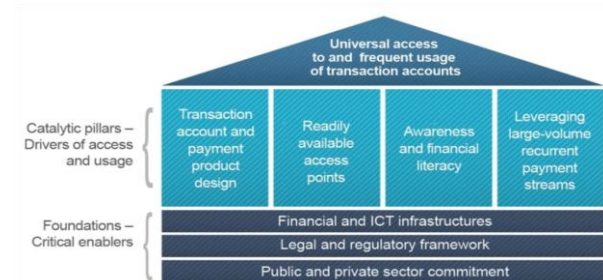 Universal access
to and frequent usage
of transaction accounts
Catalytic pillars –
Drivers of access
and usage
Transaction
account and
payment
product
design
Readily
available
access
points
Awareness
and financial
literacy
Leveraging
large-volume
recurrent
payment
streams
Foundations –
Critical enablers
Financial and ICT infrastructures
Legal and regulatory framework
Public and private sector commitment